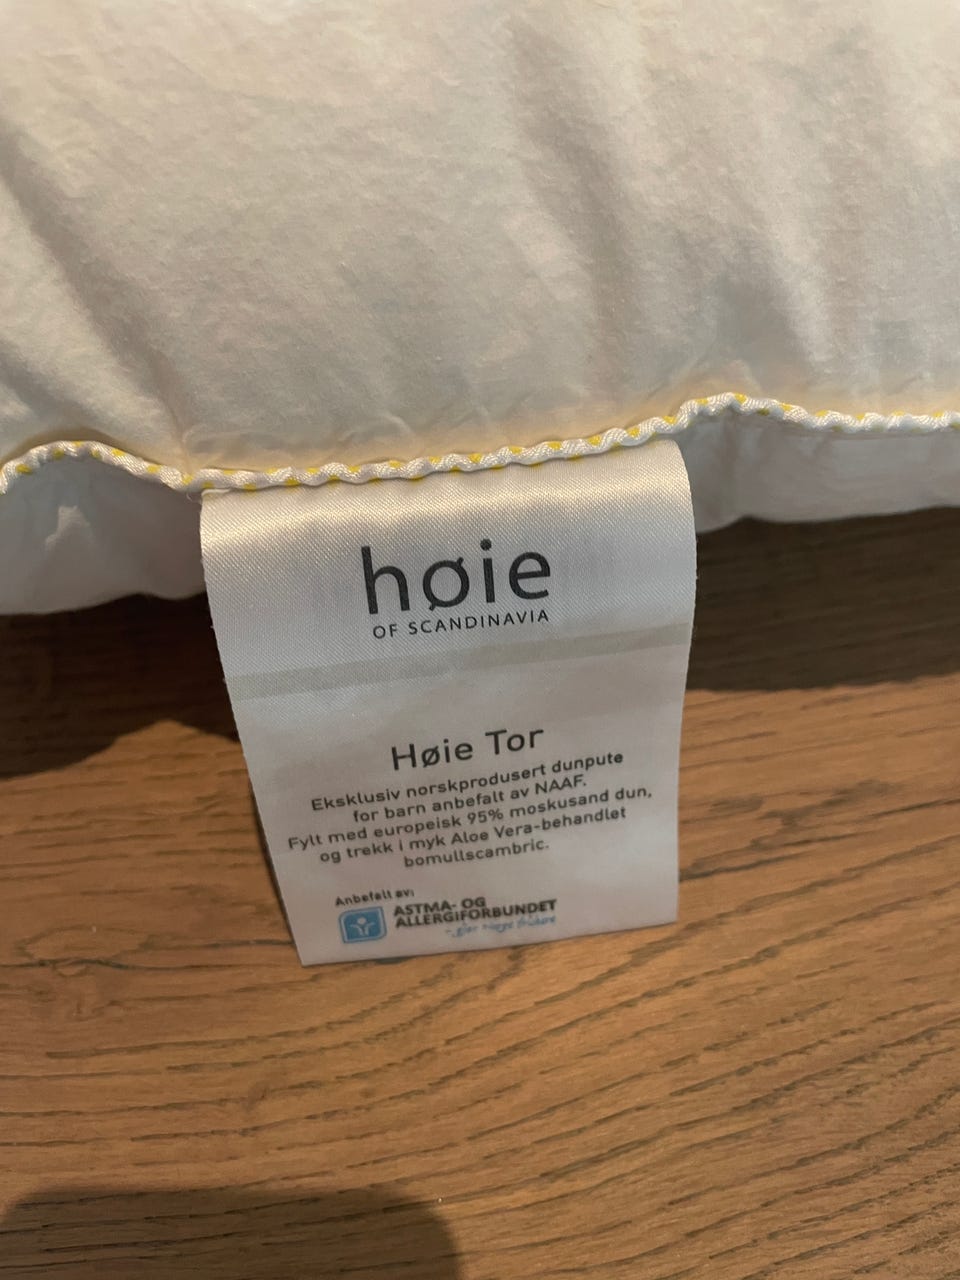 høie
OF SCANDINAVIA
Høie Tor
Eksklusiv norskprodusert dunpute
for barn anbefalt av NAAF.
Fylt med europeisk 95% moskusand dun,
og trekk i myk Aloe Vera-behandlet
bomullscambric.
Anbefalt av:
ASTMA- OG
ALLERGIFORBUNDET